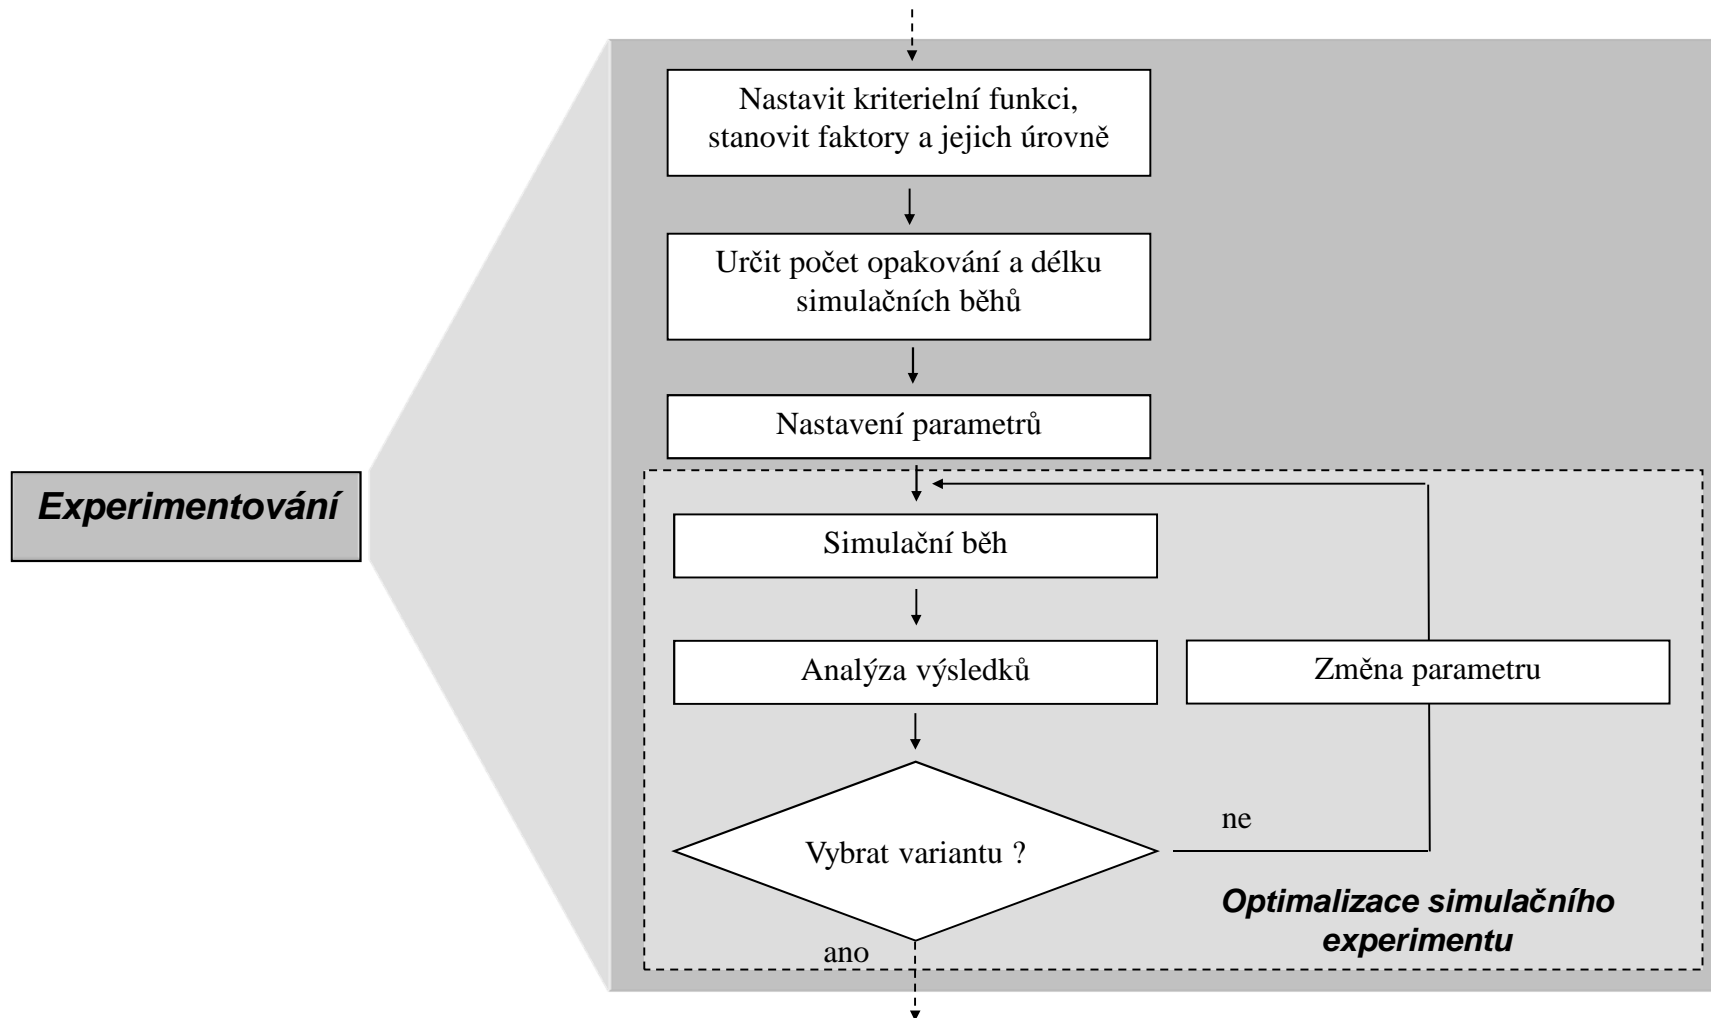 Nastavit kriterielní funkci,
stanovit faktory a jejich úrovně
Určit počet opakování a délku
simulačních běhů
Nastavení parametrů
Experimentování
Simulační běh
Analýza výsledků
Změna parametru
ne
Vybrat variantu ?
Optimalizace simulačního
experimentu
ano